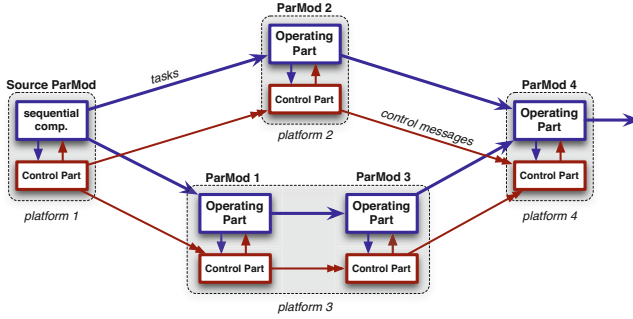 ParMod 2
Operating
Part
Control Part
platform 2
tasks
Source ParMod
sequential
comp.
Control Part
platform 1
control messages
ParMod 4
Operating
Part
Control Part
platform 4
ParMod 1
Operating
Part
Control Part
ParMod 3
Operating
Part
Control Part
platform 3